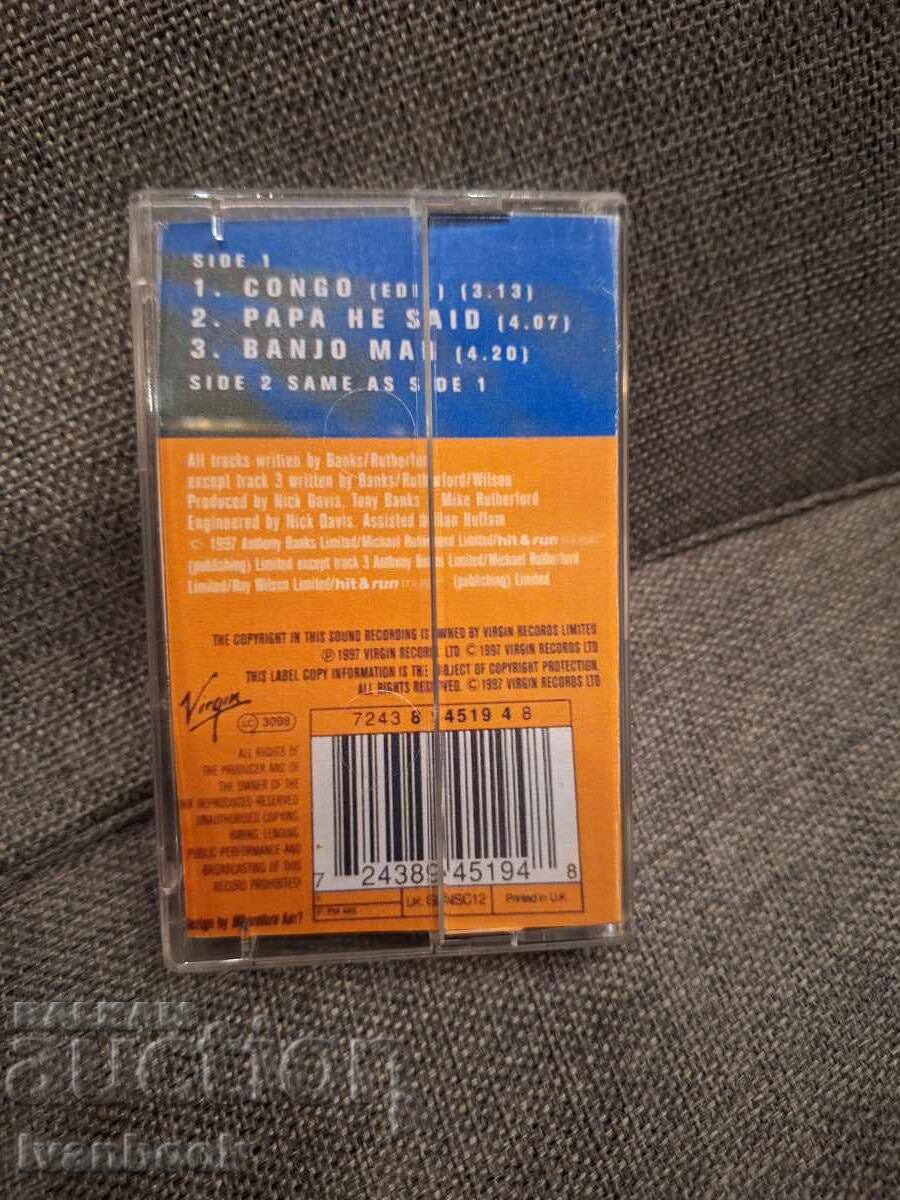 SIDE 1
1. CONGO (EDI ) (3.13)
2. PAPA HE SAID (4.07)
3. BANJO MAN (4.20)
SIDE 2 SAME AS SIDE 1
All tracks written by Banks/Rutherford
except track 3 written by Banks/Rutherford/Wilson
Produced by Nick Davis, Tony Banks Mike Rutherford
Engineered by Nick Davis. Assisted Ian Huffam
© 1997 Anthony Banks Limited/Michael Rutherford Limited/hit & run
(publishing) Limited except track 3 Anthony Banks Limited/Michael Rutherford
Limited/Ray Wilson Limited/hit & run (publishing) Limited
THE COPYRIGHT IN THIS SOUND RECORDING IS OWNED BY VIRGIN RECORDS LIMITED
℗ 1997 VIRGIN RECORDS LTD © 1997 VIRGIN RECORDS LTD
THIS LABEL COPY INFORMATION IS THE SUBJECT OF COPYRIGHT PROTECTION.
ALL RIGHTS RESERVED. © 1997 VIRGIN RECORDS LTD
Virgin
LC 3098
ALL RIGHTS OF
THE PRODUCER AND OF
THE OWNER OF THE
REPRODUCED RESERVED
UNAUTHORISED COPYING,
HIRING, LENDING,
PUBLIC PERFORMANCE AND
BROADCASTING OF THIS
RECORD PROHIBITED
design by
7243 8 94519 4 8
7 24389 45194 8
UK: Printed in U.K.
BALKAN
auction
Ivenbook